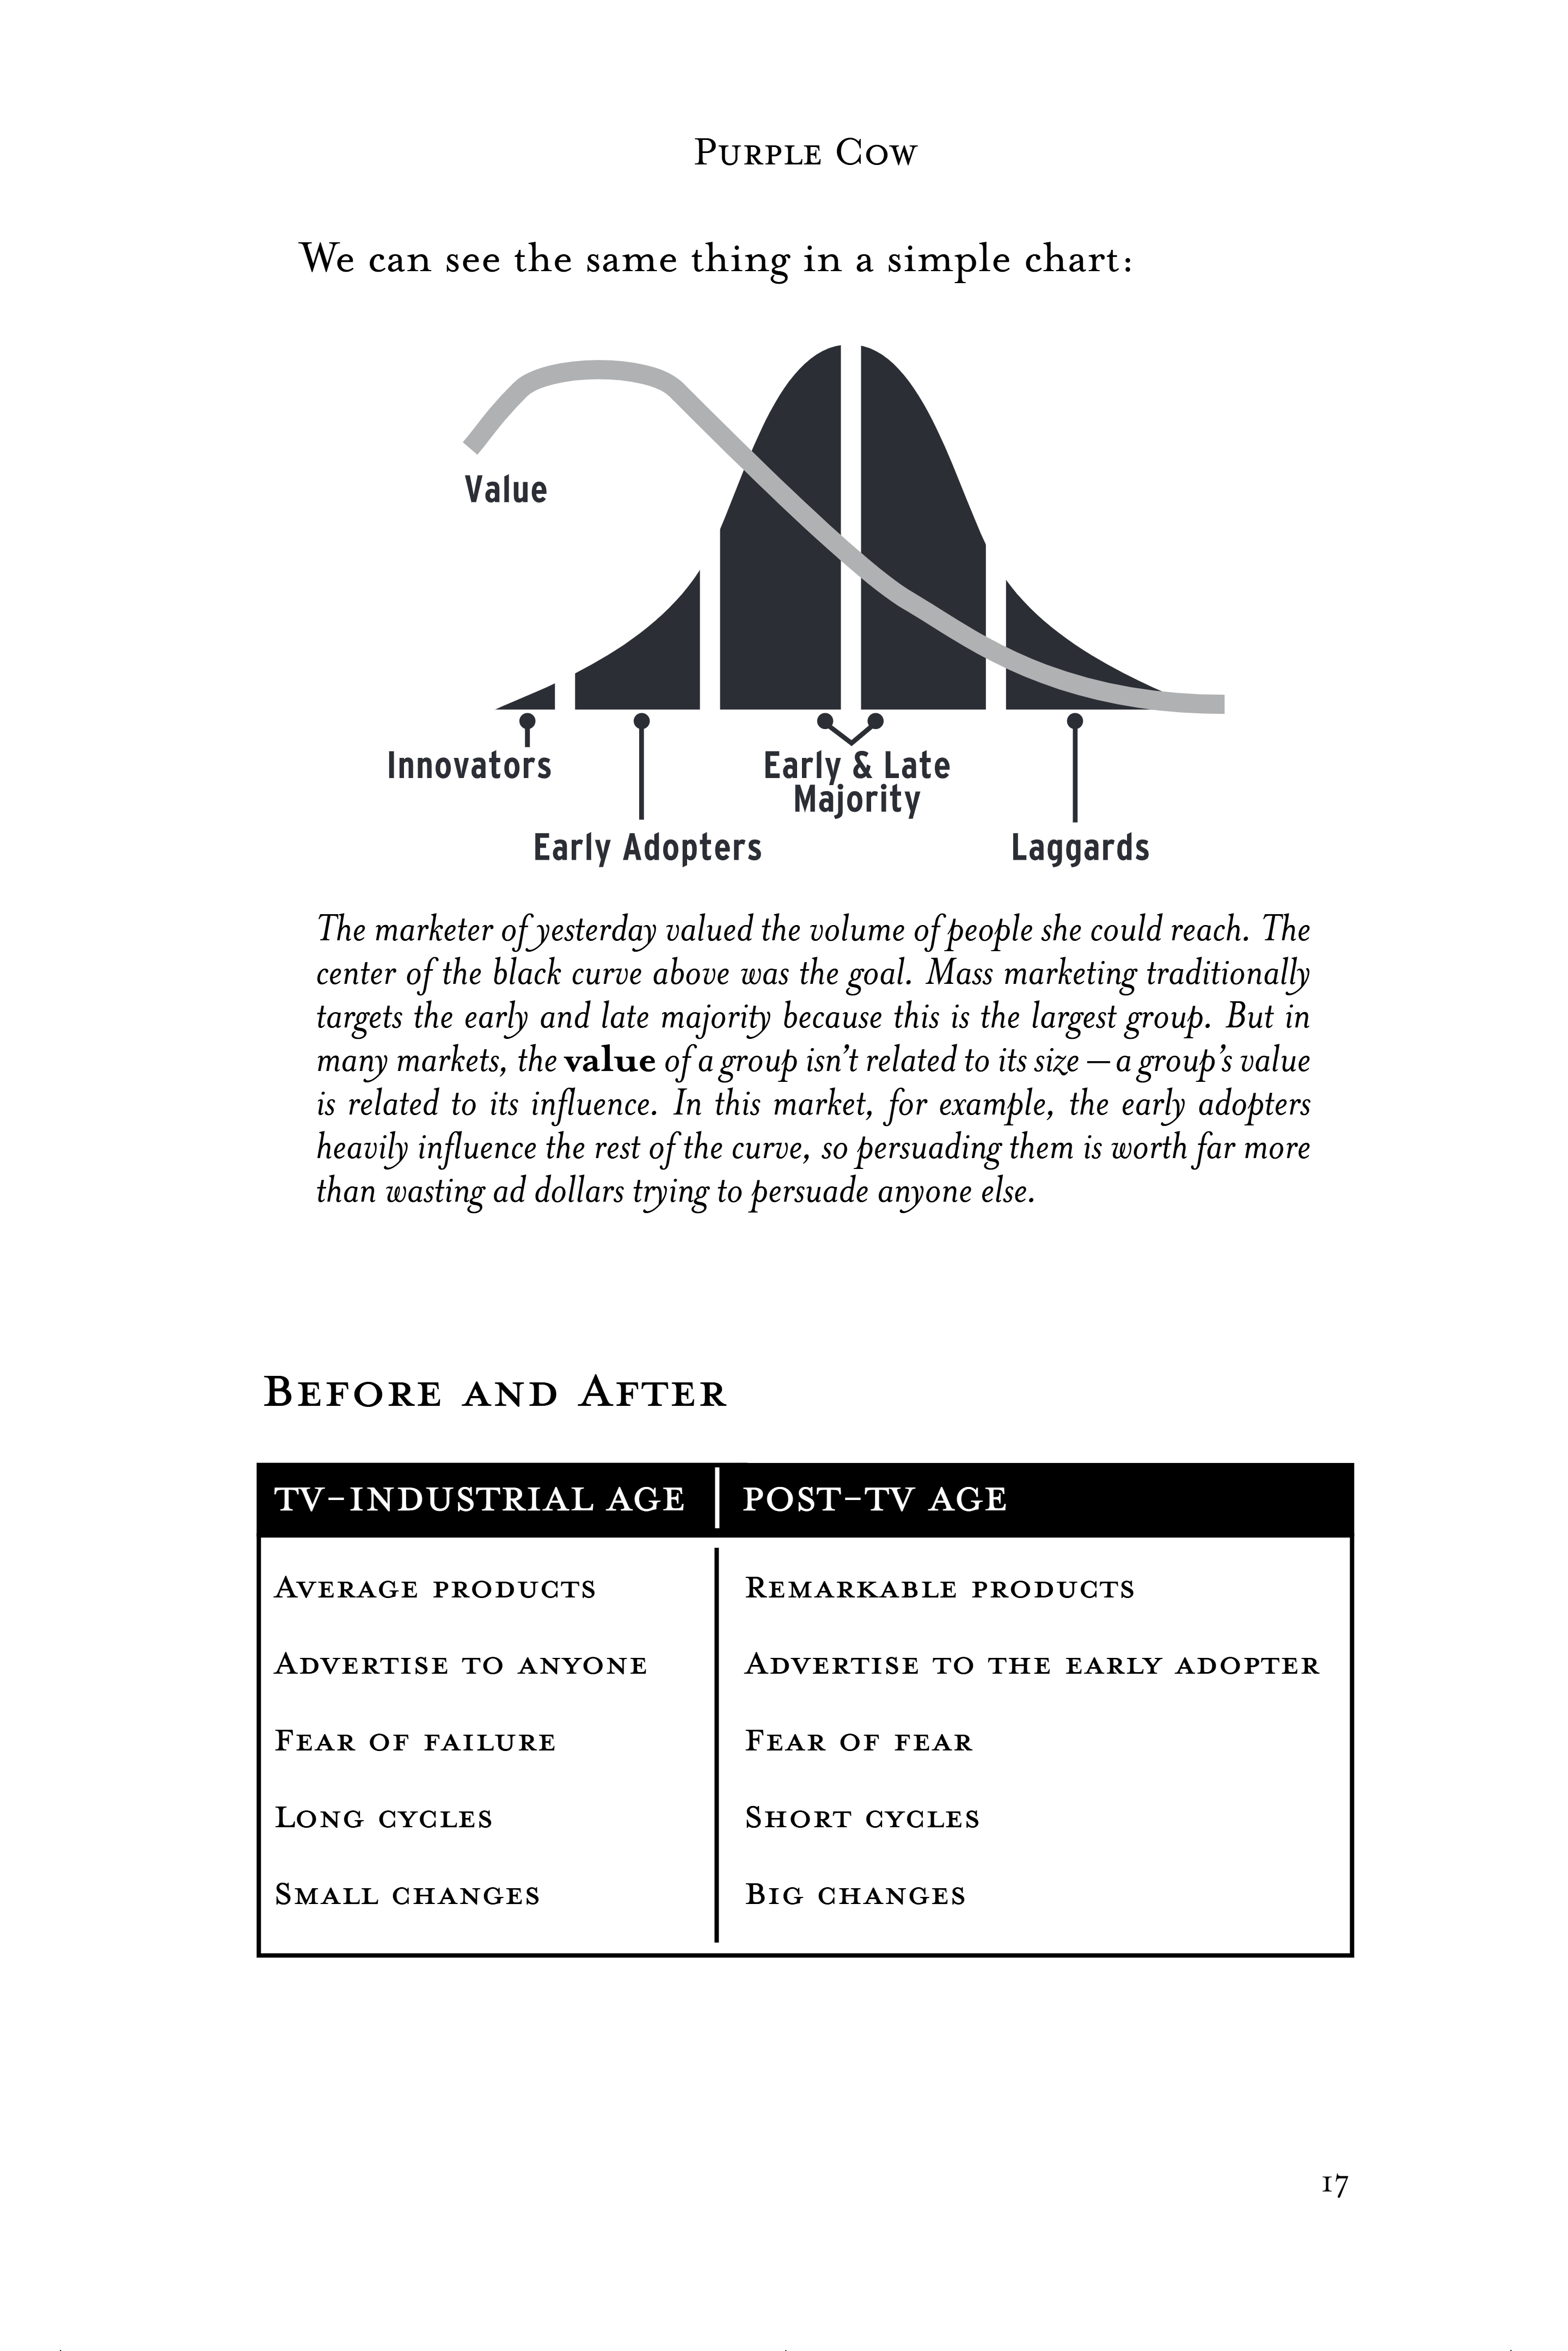 Purple Cow
We can see the same thing in a simple chart:
Value
Innovators
Early & Late
Majority
Early Adopters
Laggards
The marketer of yesterday valued the volume of people she could reach. The
center of the black curve above was the goal. Mass marketing traditionally
targets the early and late majority because this is the largest group. But in
many markets, the value of a group isn’t related to its size — a group’s value
is related to its influence. In this market, for example, the early adopters
heavily influence the rest of the curve, so persuading them is worth far more
than wasting ad dollars trying to persuade anyone else.
Before and After
TV-INDUSTRIAL AGE | POST-TV AGE
Average products | Remarkable products
Advertise to anyone | Advertise to the early adopter
Fear of failure | Fear of fear
Long cycles | Short cycles
Small changes | Big changes
17